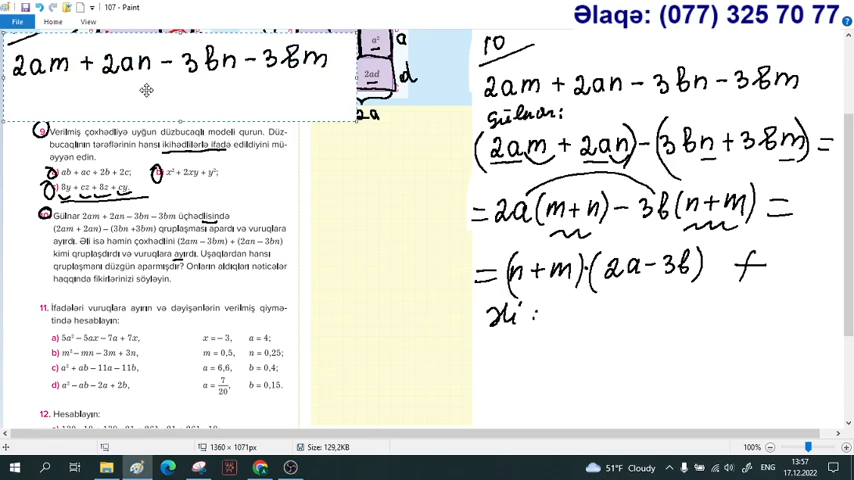 107 - Paint
Əlaqə: (077) 325 70 77
File Home View
2am + 2an - 3bn - 3bm
a²
a
2ad
d
2a
9. Verilmiş çoxhədliyə uyğun düzbucaqlı modeli qurun. Düz-
bucaqlının tərəflərinin hansı ikihədlilərlə ifadə edildiyini mü-
əyyən edin.
a) ab + ac + 2b + 2c; b) x² + 2xy + y²;
c) 8y + cz + 8z + cy.
10. Gülnar 2am + 2an − 3bn − 3bm üçhədlisində
(2am + 2an) − (3bn + 3bm) qruplaşması apardı və vuruqlara
ayırdı. Əli isə həmin çoxhədlini (2am − 3bm) + (2an − 3bn)
kimi qruplaşdırdı və vuruqlara ayırdı. Uşaqlardan hansı
qruplaşmanı düzgün aparmışdır? Onların aldıqları nəticələr
haqqında fikirlərinizi söyləyin.
11. İfadələri vuruqlara ayırın və dəyişənlərin verilmiş qiymə-
tində hesablayın:
a) 5a² − 5ax − 7a + 7x, x = − 3, a = 4;
b) m² − mn − 3m + 3n, m = 0,5, n = 0,25;
c) a² + ab − 11a − 11b, a = 6,6, b = 0,4;
d) a² − ab − 2a + 2b, a = 7/20, b = 0,15.
12. Hesablayın:
10
2am + 2an - 3bn - 3bm
Gülnar:
(2am + 2an) - (3bn + 3bm) =
= 2a(m+n) - 3b(n+m) =
= (n+m)·(2a-3b)
Əli:
1360 × 1071px Size: 129,2KB 100%
51°F Cloudy ENG 13:57
17.12.2022